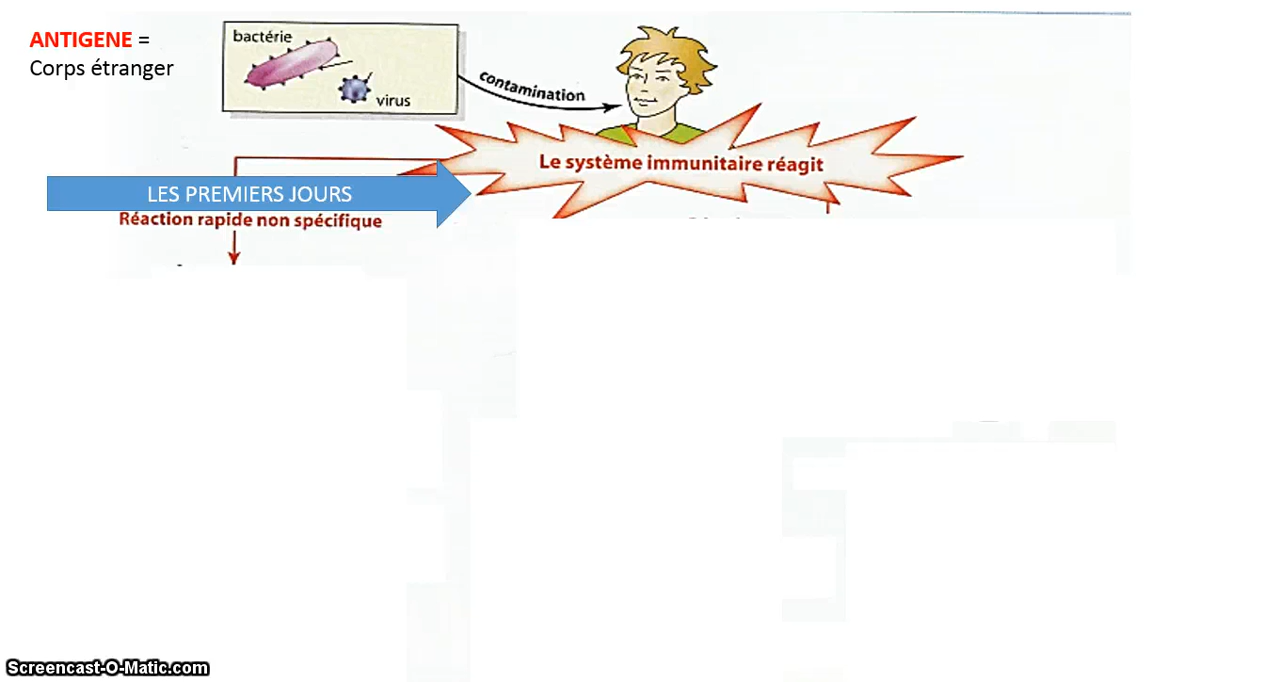 ANTIGENE =
Corps étranger
bactérie
virus
contamination
Le système immunitaire réagit
LES PREMIERS JOURS
Réaction rapide non spécifique
Screencast-O-Matic.com